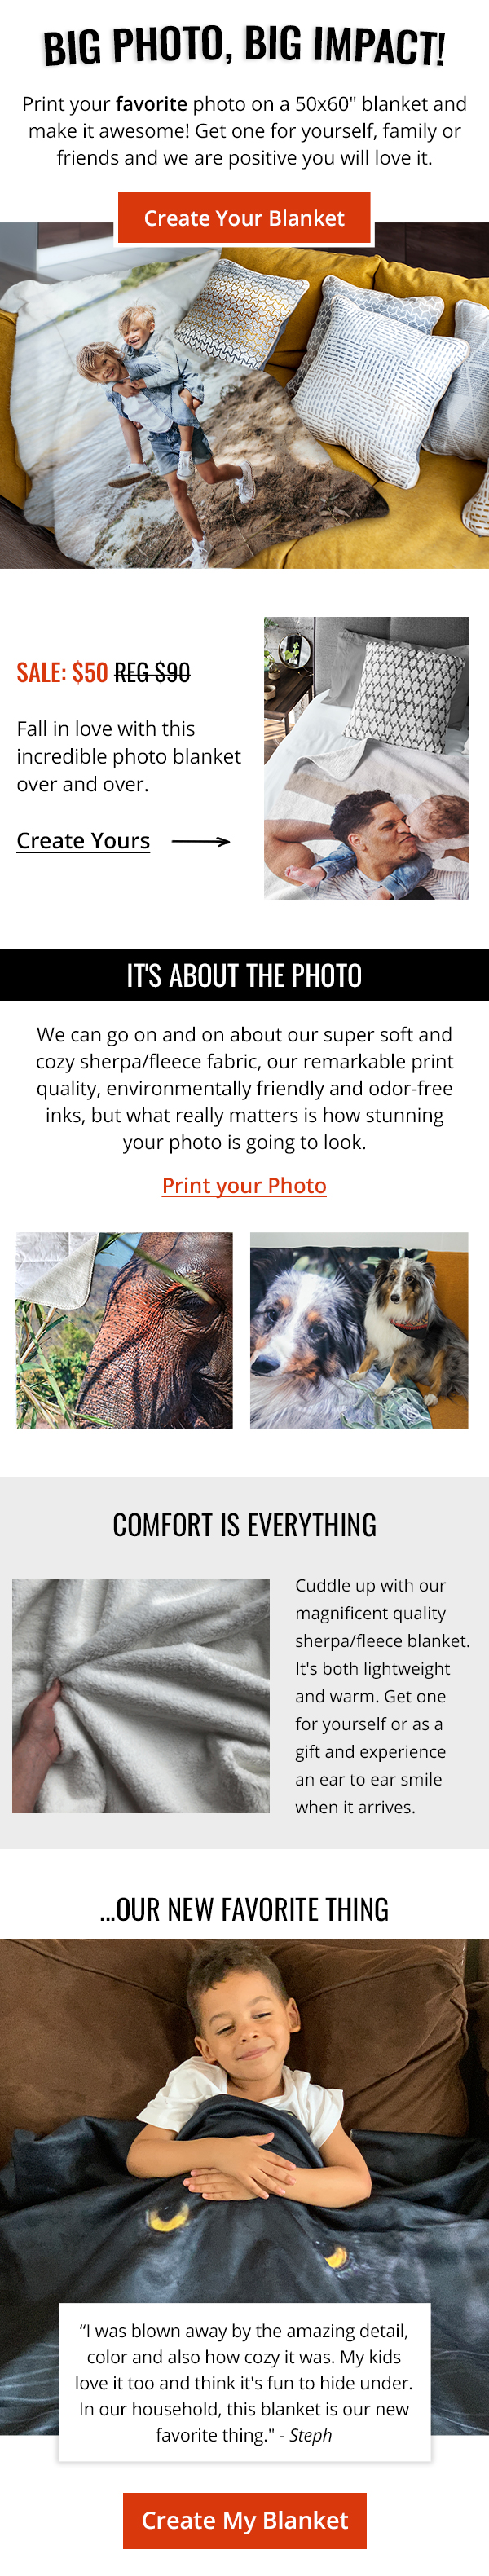 BIG PHOTO, BIG IMPACT!
Print your favorite photo on a 50x60" blanket and
make it awesome! Get one for yourself, family or
friends and we are positive you will love it.
Create Your Blanket
SALE: $50 REG $90
Fall in love with this
incredible photo blanket
over and over.
Create Yours
IT'S ABOUT THE PHOTO
We can go on and on about our super soft and
cozy sherpa/fleece fabric, our remarkable print
quality, environmentally friendly and odor-free
inks, but what really matters is how stunning
your photo is going to look.
Print your Photo
COMFORT IS EVERYTHING
Cuddle up with our
magnificent quality
sherpa/fleece blanket.
It's both lightweight
and warm. Get one
for yourself or as a
gift and experience
an ear to ear smile
when it arrives.
...OUR NEW FAVORITE THING
“I was blown away by the amazing detail,
color and also how cozy it was. My kids
love it too and think it's fun to hide under.
In our household, this blanket is our new
favorite thing." - Steph
Create My Blanket